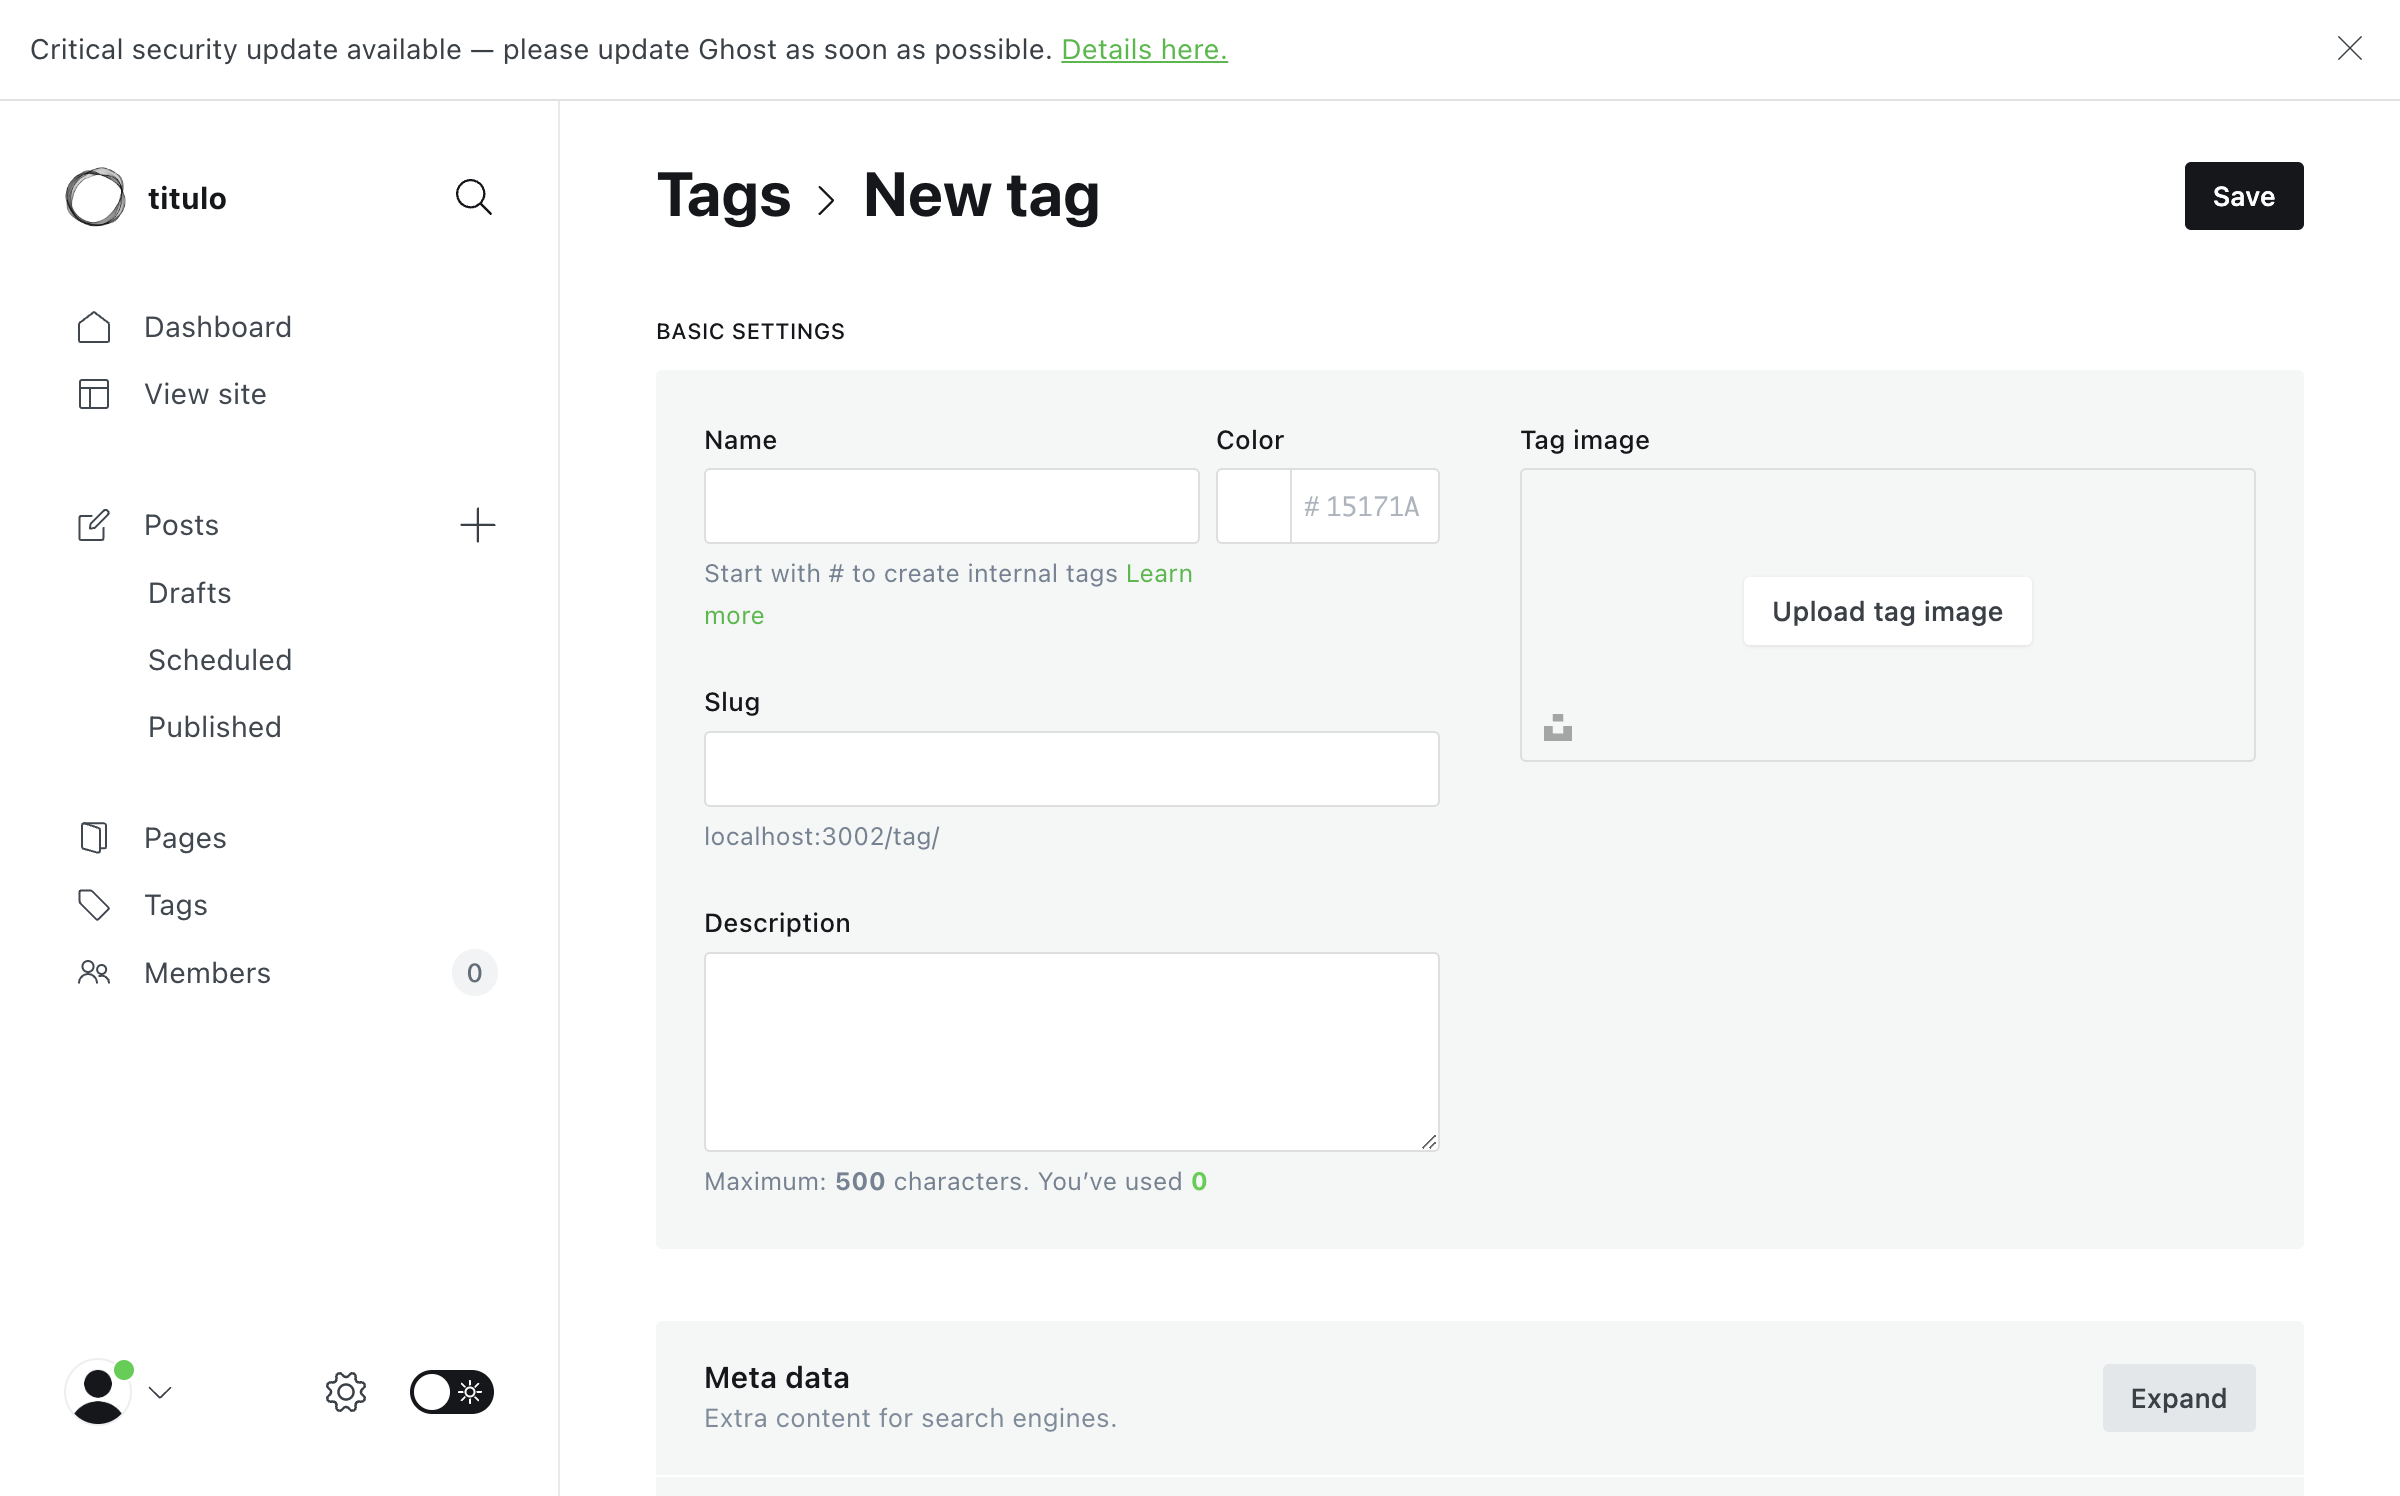 Critical security update available — please update Ghost as soon as possible. Details here.
titulo
Dashboard
View site
Posts
Drafts
Scheduled
Published
Pages
Tags
Members 0
Tags > New tag
Save
BASIC SETTINGS
Name
Color
Tag image
# 15171A
Start with # to create internal tags Learn
more
Upload tag image
Slug
localhost:3002/tag/
Description
Maximum: 500 characters. You’ve used 0
Meta data
Extra content for search engines.
Expand